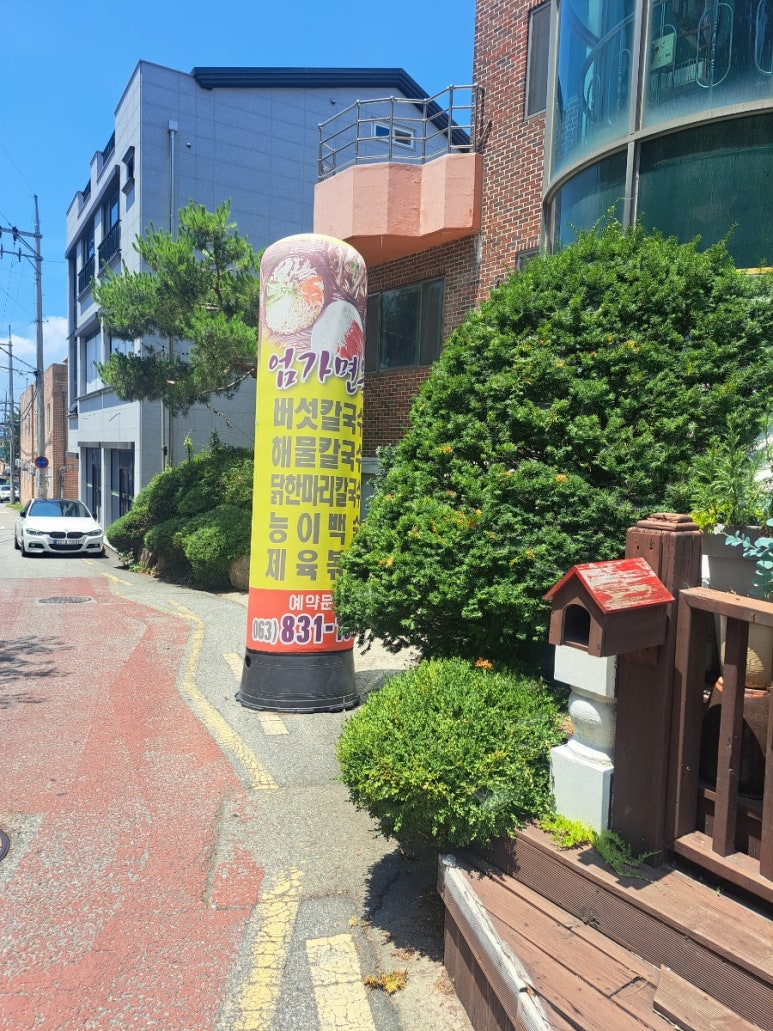 엄가면
버섯칼국수
해물칼국수
닭한마리칼국수
능이백
제육볶
예약문
063) 831-